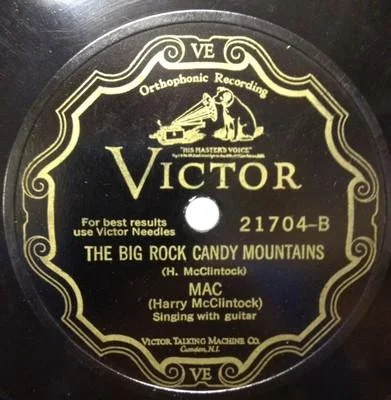 VE
Orthophonic Recording
"HIS MASTER'S VOICE"
VICTOR
For best results
use Victor Needles
21704-B
THE BIG ROCK CANDY MOUNTAINS
(H. McClintock)
MAC
(Harry McClintock)
Singing with guitar
VICTOR TALKING MACHINE CO.
Camden, N.J.
VE